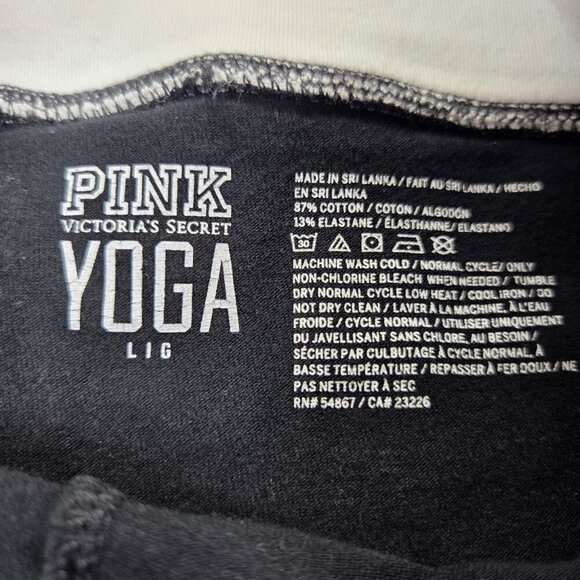 PINK
VICTORIA'S SECRET
YOGA
L I G
MADE IN SRI LANKA / FAIT AU SRI LANKA / HECHO
EN SRI LANKA
87% COTTON / COTON / ALGODÓN
13% ELASTANE / ÉLASTHANNE / ELASTANO
30
MACHINE WASH COLD / NORMAL CYCLE / ONLY
NON-CHLORINE BLEACH WHEN NEEDED / TUMBLE
DRY NORMAL CYCLE LOW HEAT / COOL IRON / DO
NOT DRY CLEAN / LAVER À LA MACHINE, À L'EAU
FROIDE / CYCLE NORMAL / UTILISER UNIQUEMENT
DU JAVELLISANT SANS CHLORE, AU BESOIN /
SÉCHER PAR CULBUTAGE À CYCLE NORMAL, À
BASSE TEMPÉRATURE / REPASSER À FER DOUX / NE
PAS NETTOYER À SEC
RN# 54867 / CA# 23226